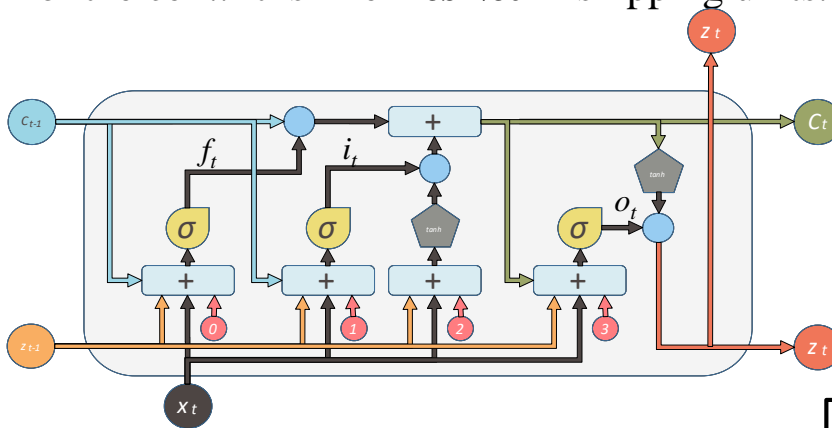 z t
C t-1
+
C t
f t
i t
tanh
o t
σ
σ
tanh
σ
+
+
+
+
0
1
2
3
z t-1
z t
x t